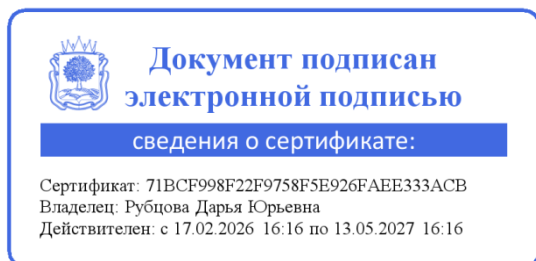 Документ подписан
электронной подписью
сведения о сертификате:
Сертификат: 71BCF998F22F9758F5E926FAEE333ACB
Владелец: Рубцова Дарья Юрьевна
Действителен: с 17.02.2026 16:16 по 13.05.2027 16:16